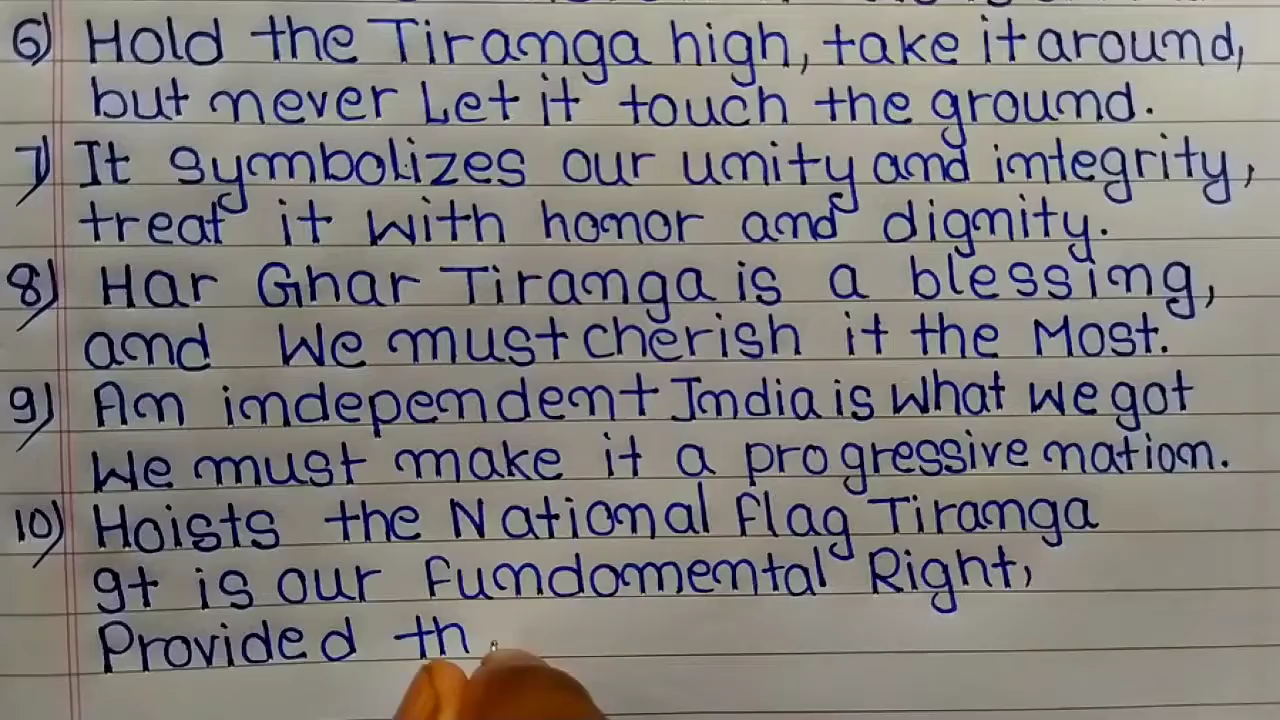 6) Hold the Tiranga high, take it around,
but never Let it touch the ground.
7) It symbolizes our unity and integrity,
treat it with honor and dignity.
8) Har Ghar Tiranga is a blessing,
and We must cherish it the Most.
9) An independent India is what we got
We must make it a progressive nation.
10) Hoists the National flag Tiranga
It is our fundomental Right,
Provided th